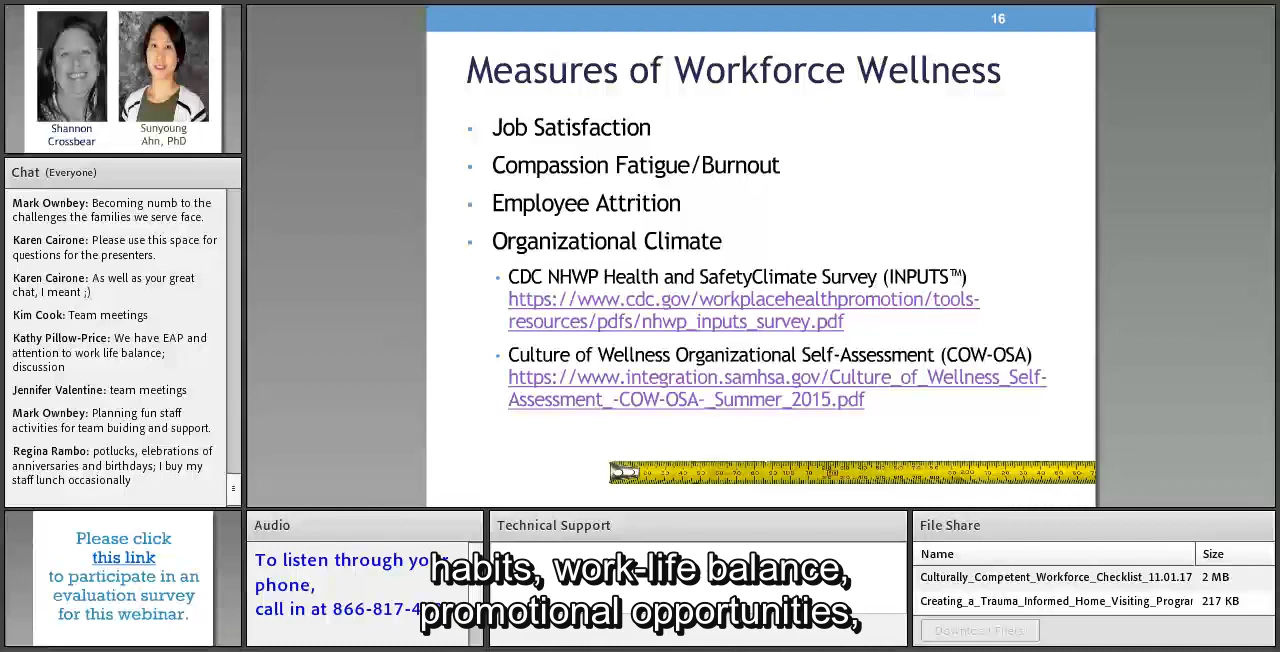 Shannon
Crossbear
Sunyoung
Ahn, PhD
Chat (Everyone)
Mark Ownbey: Becoming numb to the
challenges the families we serve face.
Karen Cairone: Please use this space for
questions for the presenters.
Karen Cairone: As well as your great
chat, I meant ;)
Kim Cook: Team meetings
Kathy Pillow-Price: We have EAP and
attention to work life balance;
discussion
Jennifer Valentine: team meetings
Mark Ownbey: Planning fun staff
activities for team buiding and support.
Regina Rambo: potlucks, elebrations of
anniversaries and birthdays; I buy my
staff lunch occasionally
Please click
this link
to participate in an
evaluation survey
for this webinar.
16
Measures of Workforce Wellness
Job Satisfaction
Compassion Fatigue/Burnout
Employee Attrition
Organizational Climate
CDC NHWP Health and SafetyClimate Survey (INPUTS™)
https://www.cdc.gov/workplacehealthpromotion/tools-
resources/pdfs/nhwp_inputs_survey.pdf
Culture of Wellness Organizational Self-Assessment (COW-OSA)
https://www.integration.samhsa.gov/Culture_of_Wellness_Self-
Assessment_-COW-OSA-_Summer_2015.pdf
Audio
To listen through
phone,
call in at 866-817-
Technical Support
habits, work-life balance,
promotional opportunities,
File Share
Name Size
Culturally_Competent_Workforce_Checklist_11.01.17 2 MB
Creating_a_Trauma_Informed_Home_Visiting_Prograr 217 KB
Download File(s)